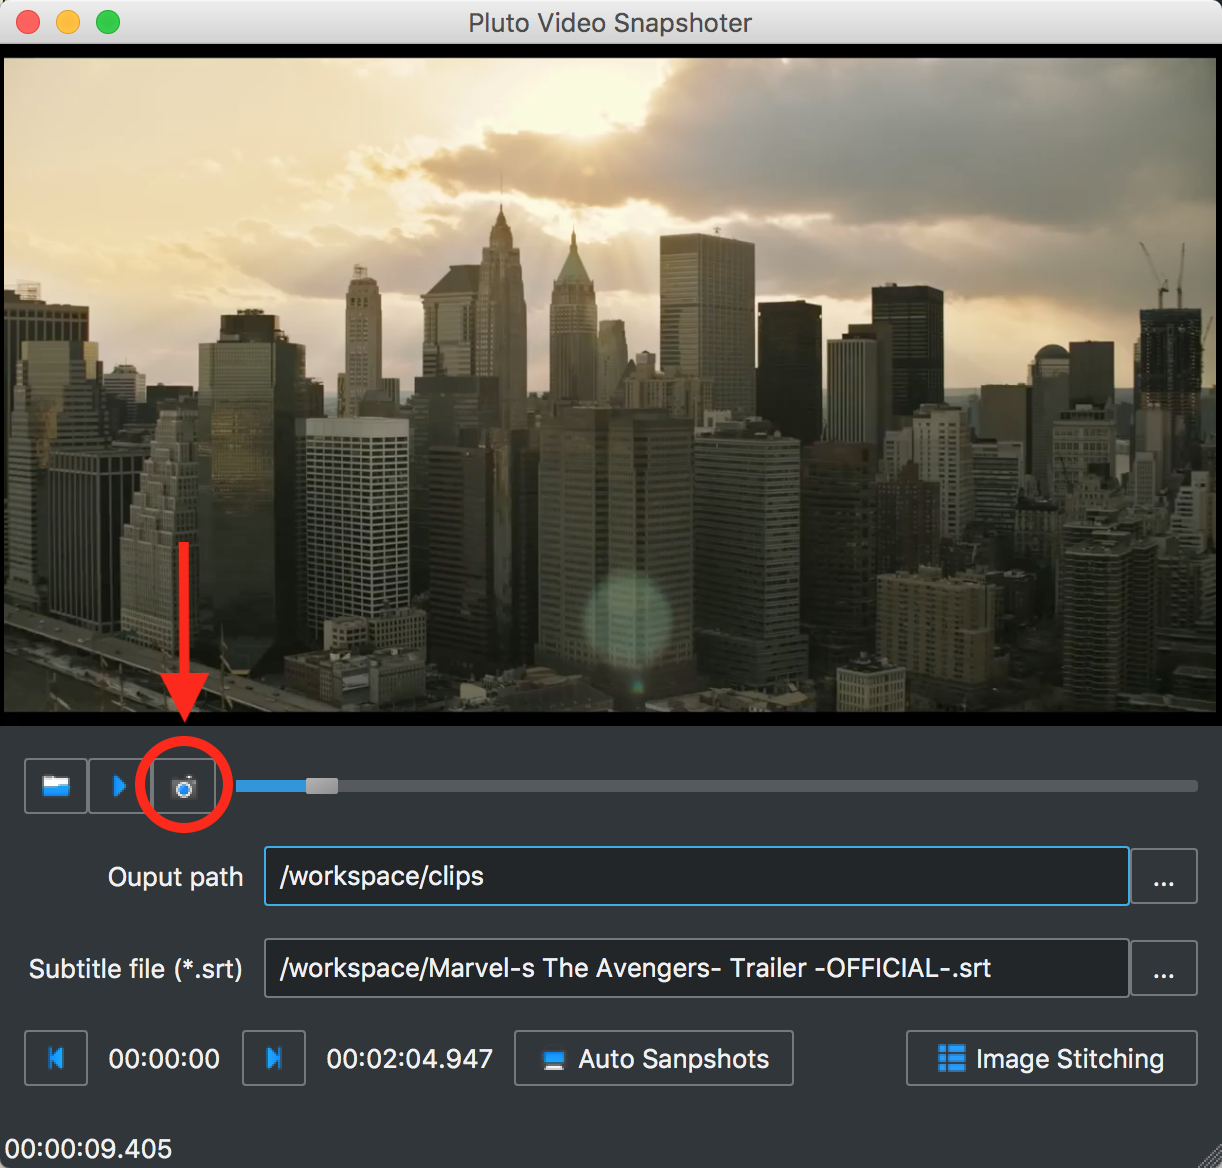 Pluto Video Snapshoter
Ouput path /workspace/clips ...
Subtitle file (*.srt) /workspace/Marvel-s The Avengers- Trailer -OFFICIAL-.srt ...
00:00:00 00:02:04.947 Auto Sanpshots Image Stitching
00:00:09.405